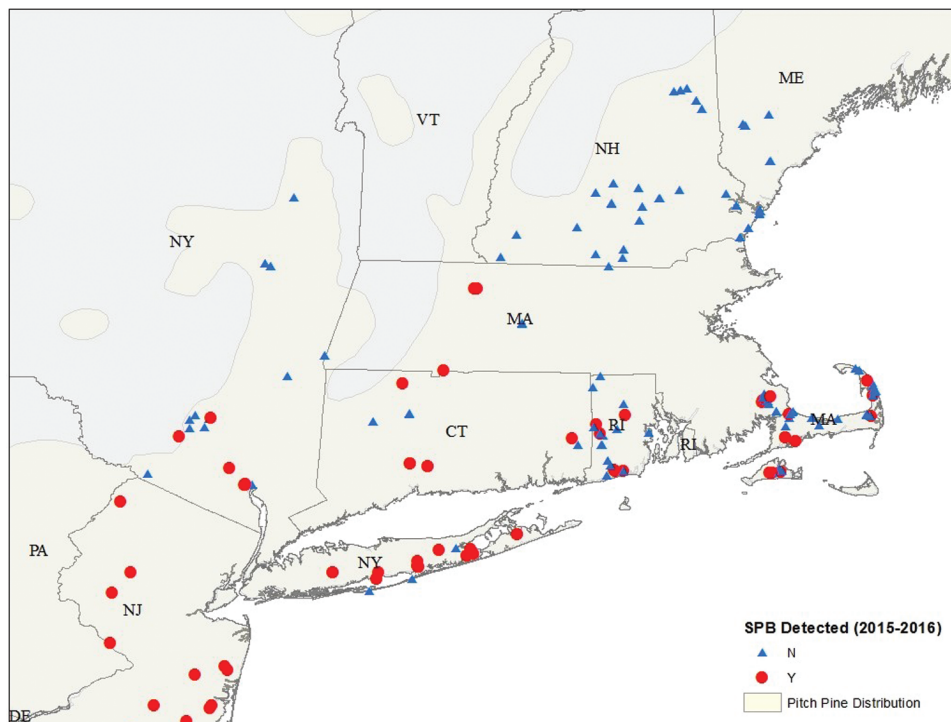 ME
VT
NH
NY
MA
CT
RI
RI
MA
PA
NY
NJ
DE
SPB Detected (2015-2016)
N
Y
Pitch Pine Distribution